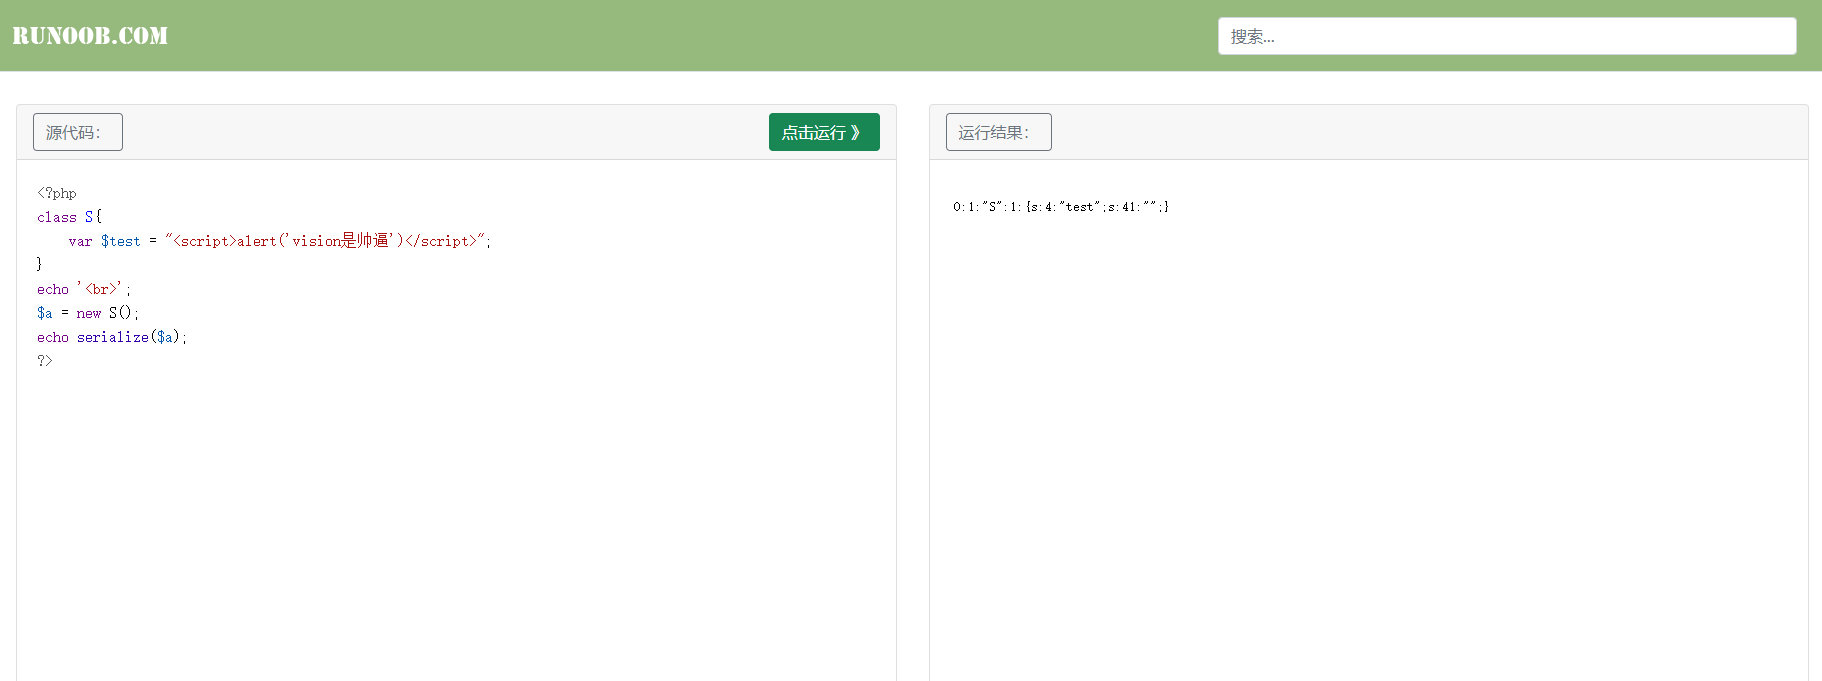 RUNOOB.COM
搜索...
源代码：
点击运行 》
<?php
class S{
    var $test = "<script>alert('vision是帅逼')</script>";
}
echo '<br>';
$a = new S();
echo serialize($a);
?>
运行结果：
O:1:"S":1:{s:4:"test";s:41:"";}